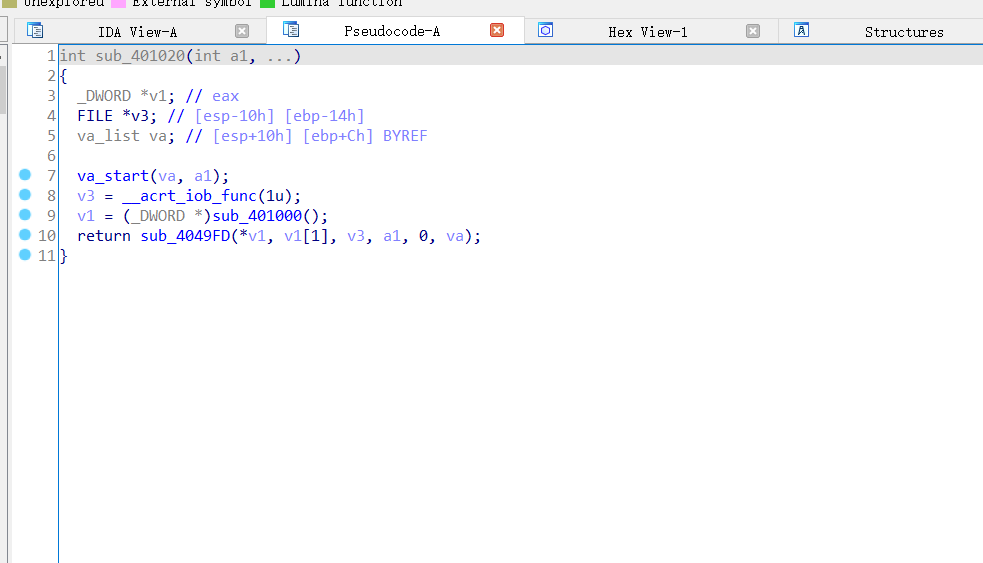 Unexplored External symbol Lumina function
IDA View-A Pseudocode-A Hex View-1 Structures
1 int sub_401020(int a1, ...)
2 {
3 _DWORD *v1; // eax
4 FILE *v3; // [esp-10h] [ebp-14h]
5 va_list va; // [esp+10h] [ebp+Ch] BYREF
6
7 va_start(va, a1);
8 v3 = __acrt_iob_func(1u);
9 v1 = (_DWORD *)sub_401000();
10 return sub_4049FD(*v1, v1[1], v3, a1, 0, va);
11 }